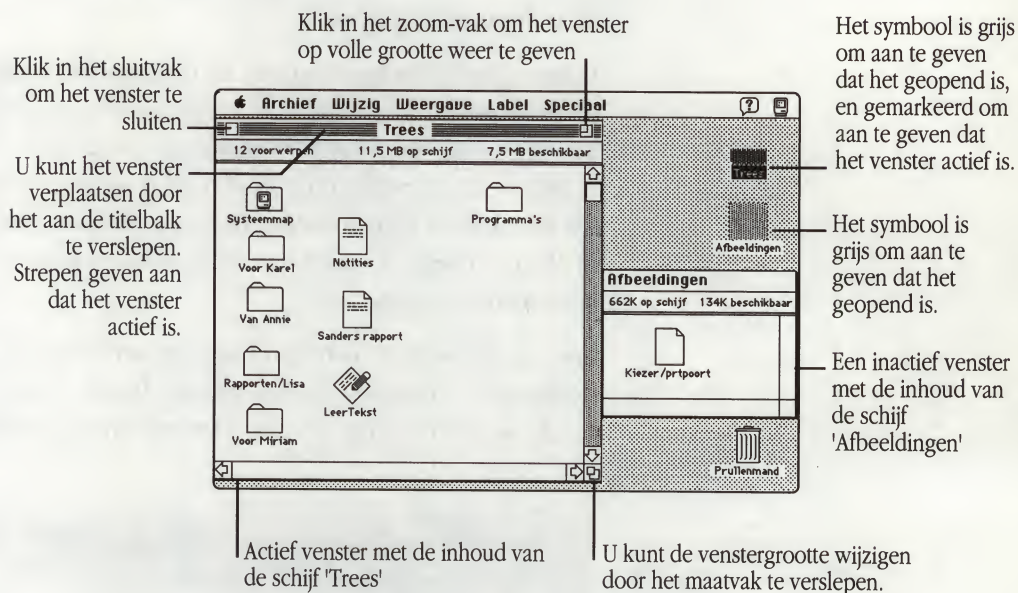 Klik in het zoom-vak om het venster
op volle grootte weer te geven
Klik in het sluitvak
om het venster te
sluiten
U kunt het venster
verplaatsen door
het aan de titelbalk
te verslepen.
Strepen geven aan
dat het venster
actief is.
Archief Wijzig Weergave Label Speciaal
Trees
12 voorwerpen 11,5 MB op schijf 7,5 MB beschikbaar
Systeemmap
Programma's
Notities
Voor Karel
Van Annie
Sanders rapport
Rapporten/Lisa
LeerTekst
Voor Miriam
Trees
Afbeeldingen
Afbeeldingen
662K op schijf 134K beschikbaar
Kiezer/prtpoort
Prullenmand
Het symbool is grijs
om aan te geven
dat het geopend is,
en gemarkeerd om
aan te geven dat
het venster actief is.
Het symbool is
grijs om aan te
geven dat het
geopend is.
Een inactief venster
met de inhoud van
de schijf
'Afbeeldingen'
Actief venster met de inhoud van
de schijf 'Trees'
U kunt de venstergrootte wijzigen
door het maatvak te verslepen.